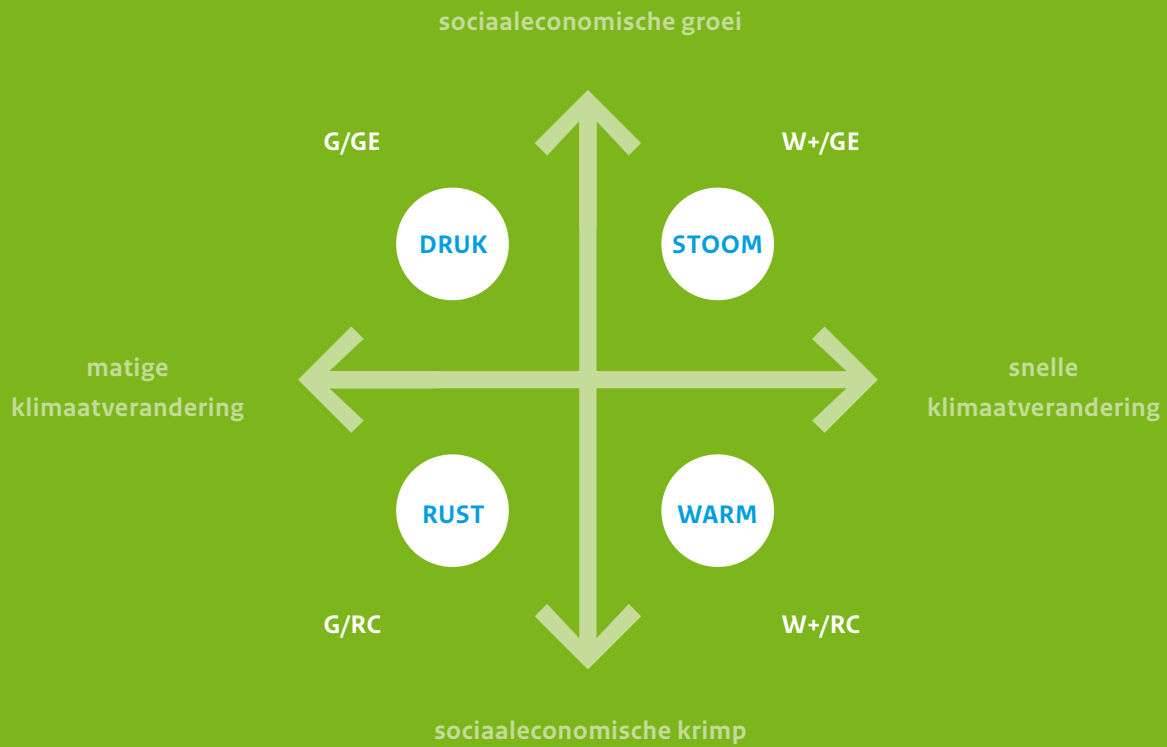 sociaaleconomische groei
G/GE
W+/GE
DRUK
STOOM
matige
klimaatverandering
snelle
klimaatverandering
RUST
WARM
G/RC
W+/RC
sociaaleconomische krimp